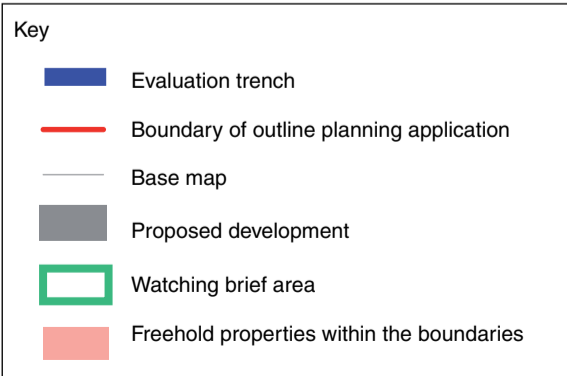 Key
Evaluation trench
Boundary of outline planning application
Base map
Proposed development
Watching brief area
Freehold properties within the boundaries